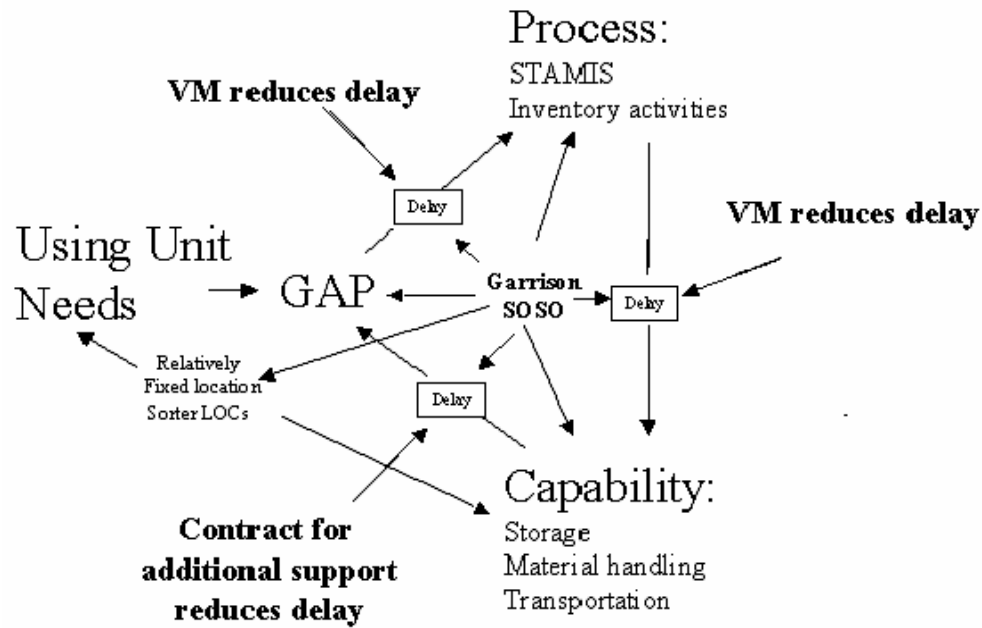 Process:
STAMIS
Inventory activities
VM reduces delay
Delay
VM reduces delay
Using Unit
Needs
GAP
Garrison
SOSO
Delay
Relatively
Fixed location
Sorter LOCs
Delay
Capability:
Storage
Material handling
Transportation
Contract for
additional support
reduces delay